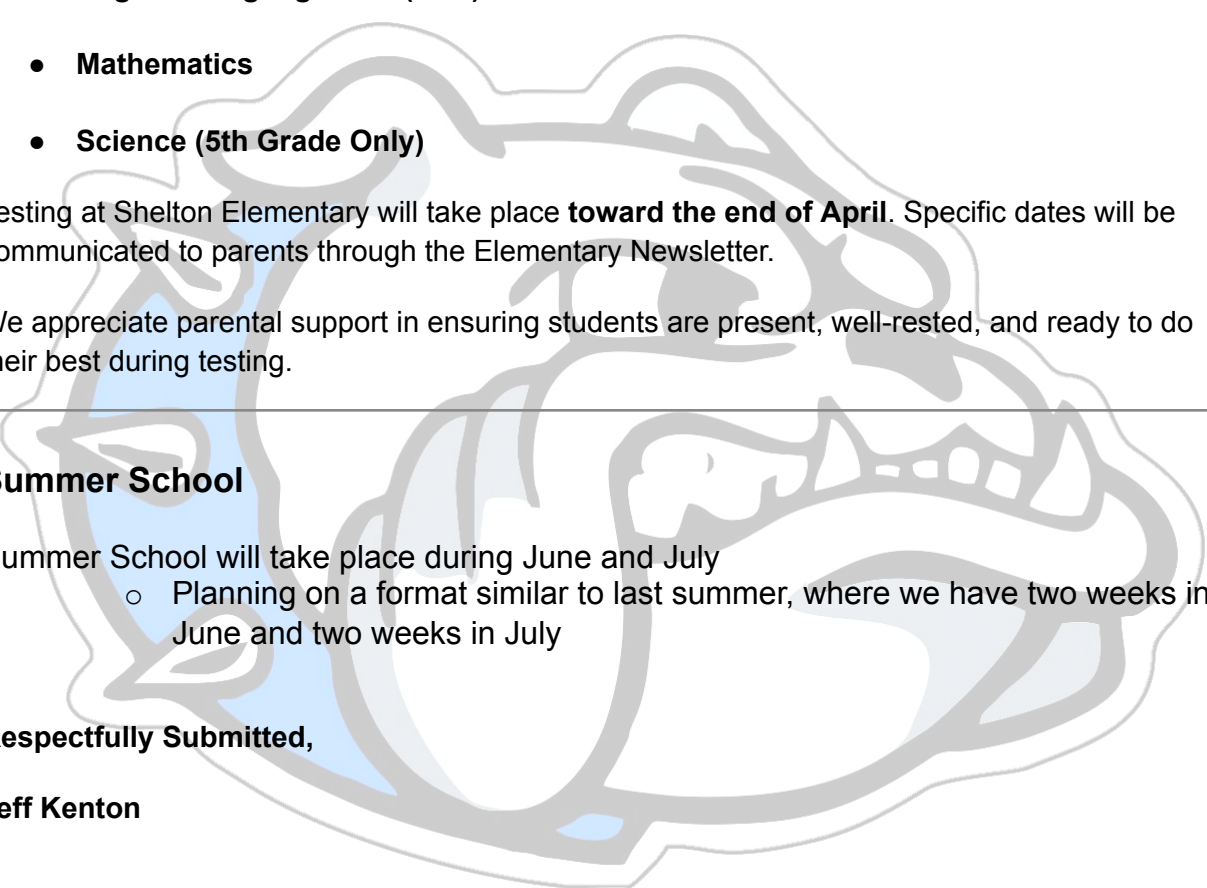 ● Mathematics
● Science (5th Grade Only)
esting at Shelton Elementary will take place toward the end of April. Specific dates will be
ommunicated to parents through the Elementary Newsletter.
e appreciate parental support in ensuring students are present, well-rested, and ready to do
heir best during testing.
Summer School
ummer School will take place during June and July
○ Planning on a format similar to last summer, where we have two weeks in
June and two weeks in July
espectfully Submitted,
eff Kenton